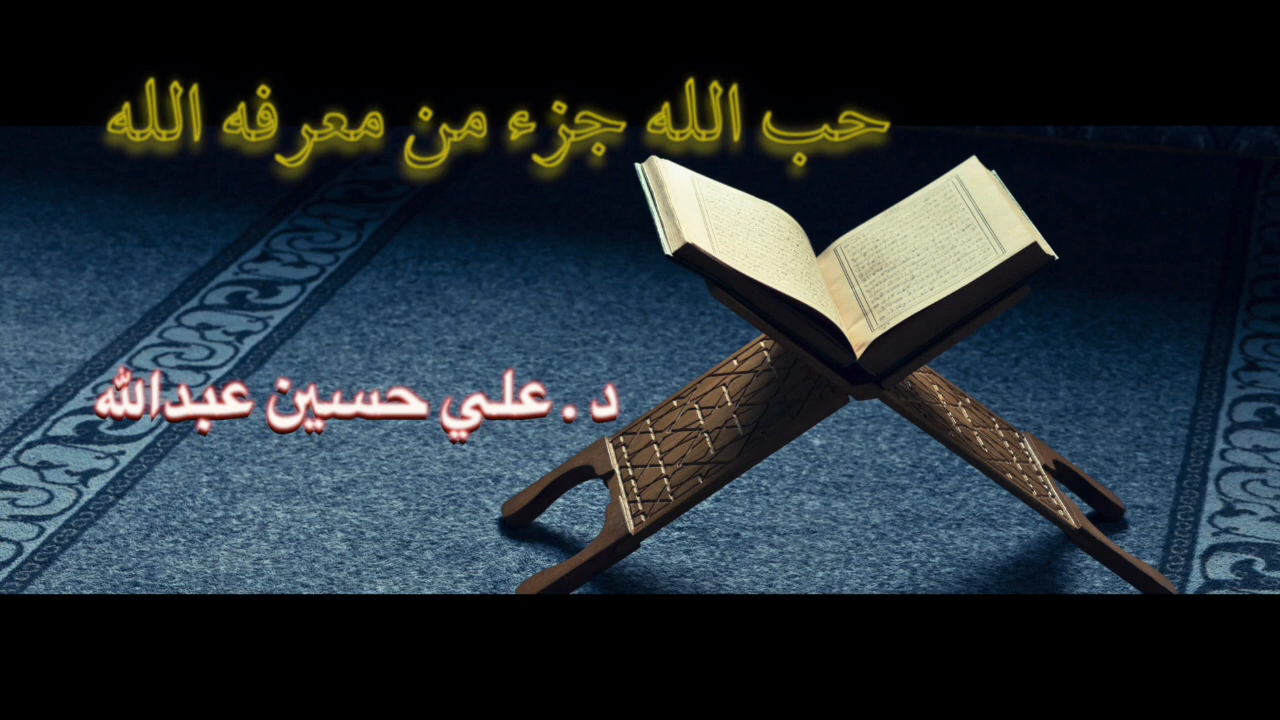 حب الله جزء من معرفه الله
د. علي حسين عبدالله